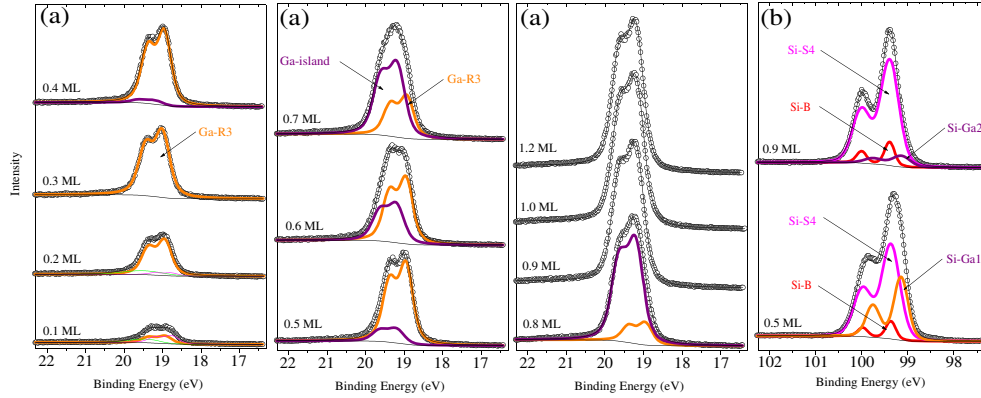 (a)
0.4 ML
Ga-R3
0.3 ML
0.2 ML
0.1 ML
Intensity
22 21 20 19 18 17
Binding Energy (eV)
(a)
Ga-island
Ga-R3
0.7 ML
0.6 ML
0.5 ML
22 21 20 19 18 17
Binding Energy (eV)
(a)
1.2 ML
1.0 ML
0.9 ML
0.8 ML
22 21 20 19 18 17
Binding Energy (eV)
(b)
Si-S4
Si-B
Si-Ga2
0.9 ML
Si-S4
Si-Ga1
Si-B
0.5 ML
102 101 100 99 98
Binding Energy (eV)